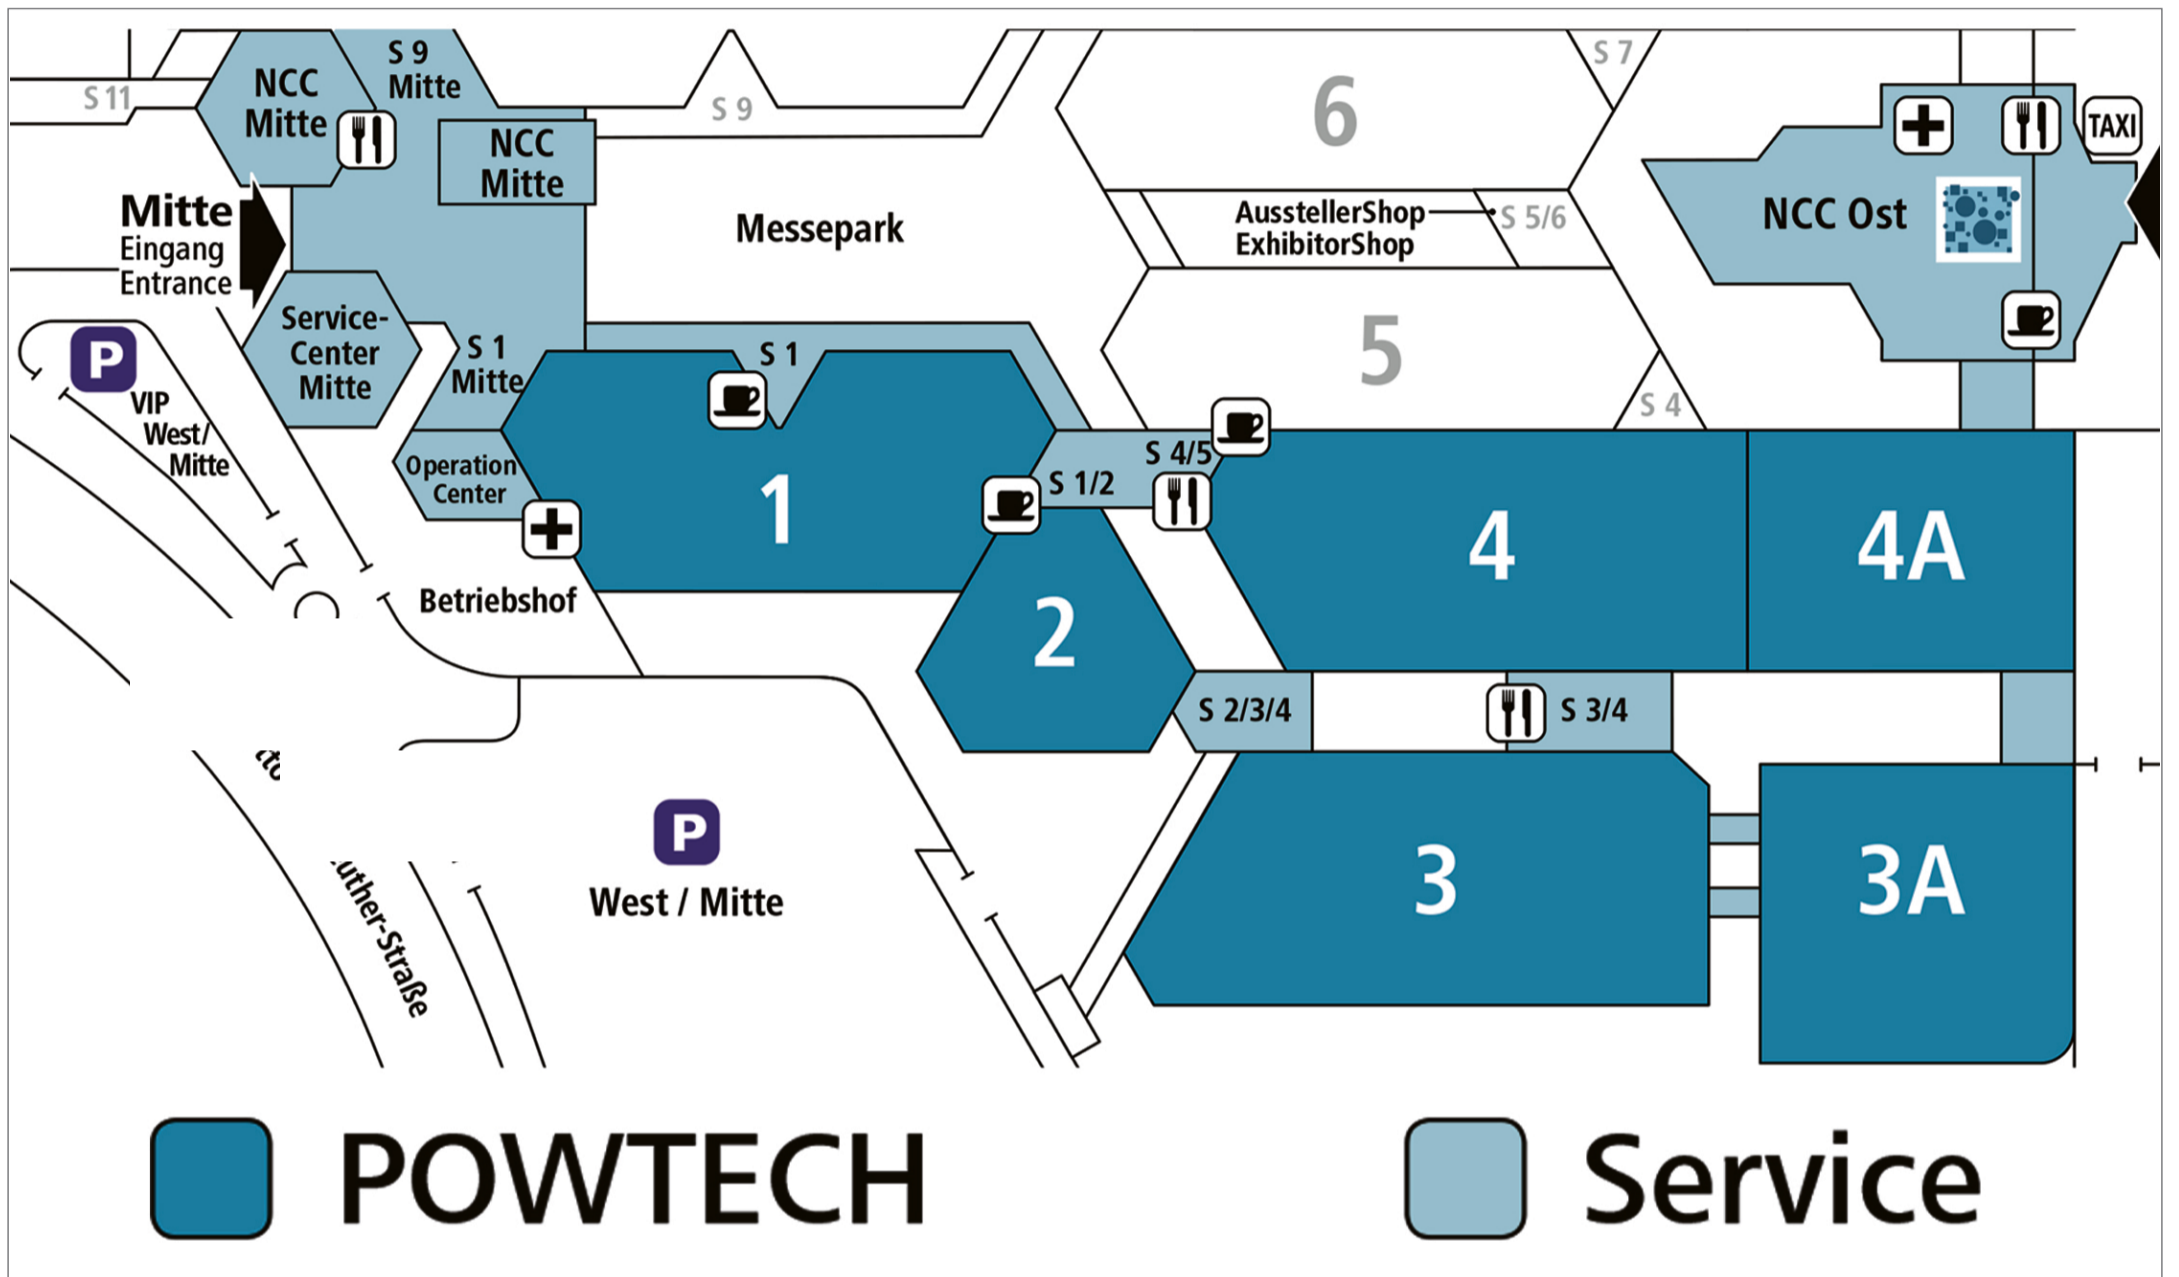 S 11
NCC
Mitte
S 9
Mitte
NCC
Mitte
S 9
6
S 7
TAXI
Mitte
Eingang
Entrance
Messepark
AusstellerShop
ExhibitorShop
S 5/6
NCC Ost
Service-
Center
Mitte
P
VIP
West/
Mitte
S 1
Mitte
S 1
5
S 4
Operation
Center
1
S 4/5
S 1/2
4
4A
Betriebshof
2
S 2/3/4
S 3/4
P
West / Mitte
3
3A
uther-Straße
POWTECH
Service